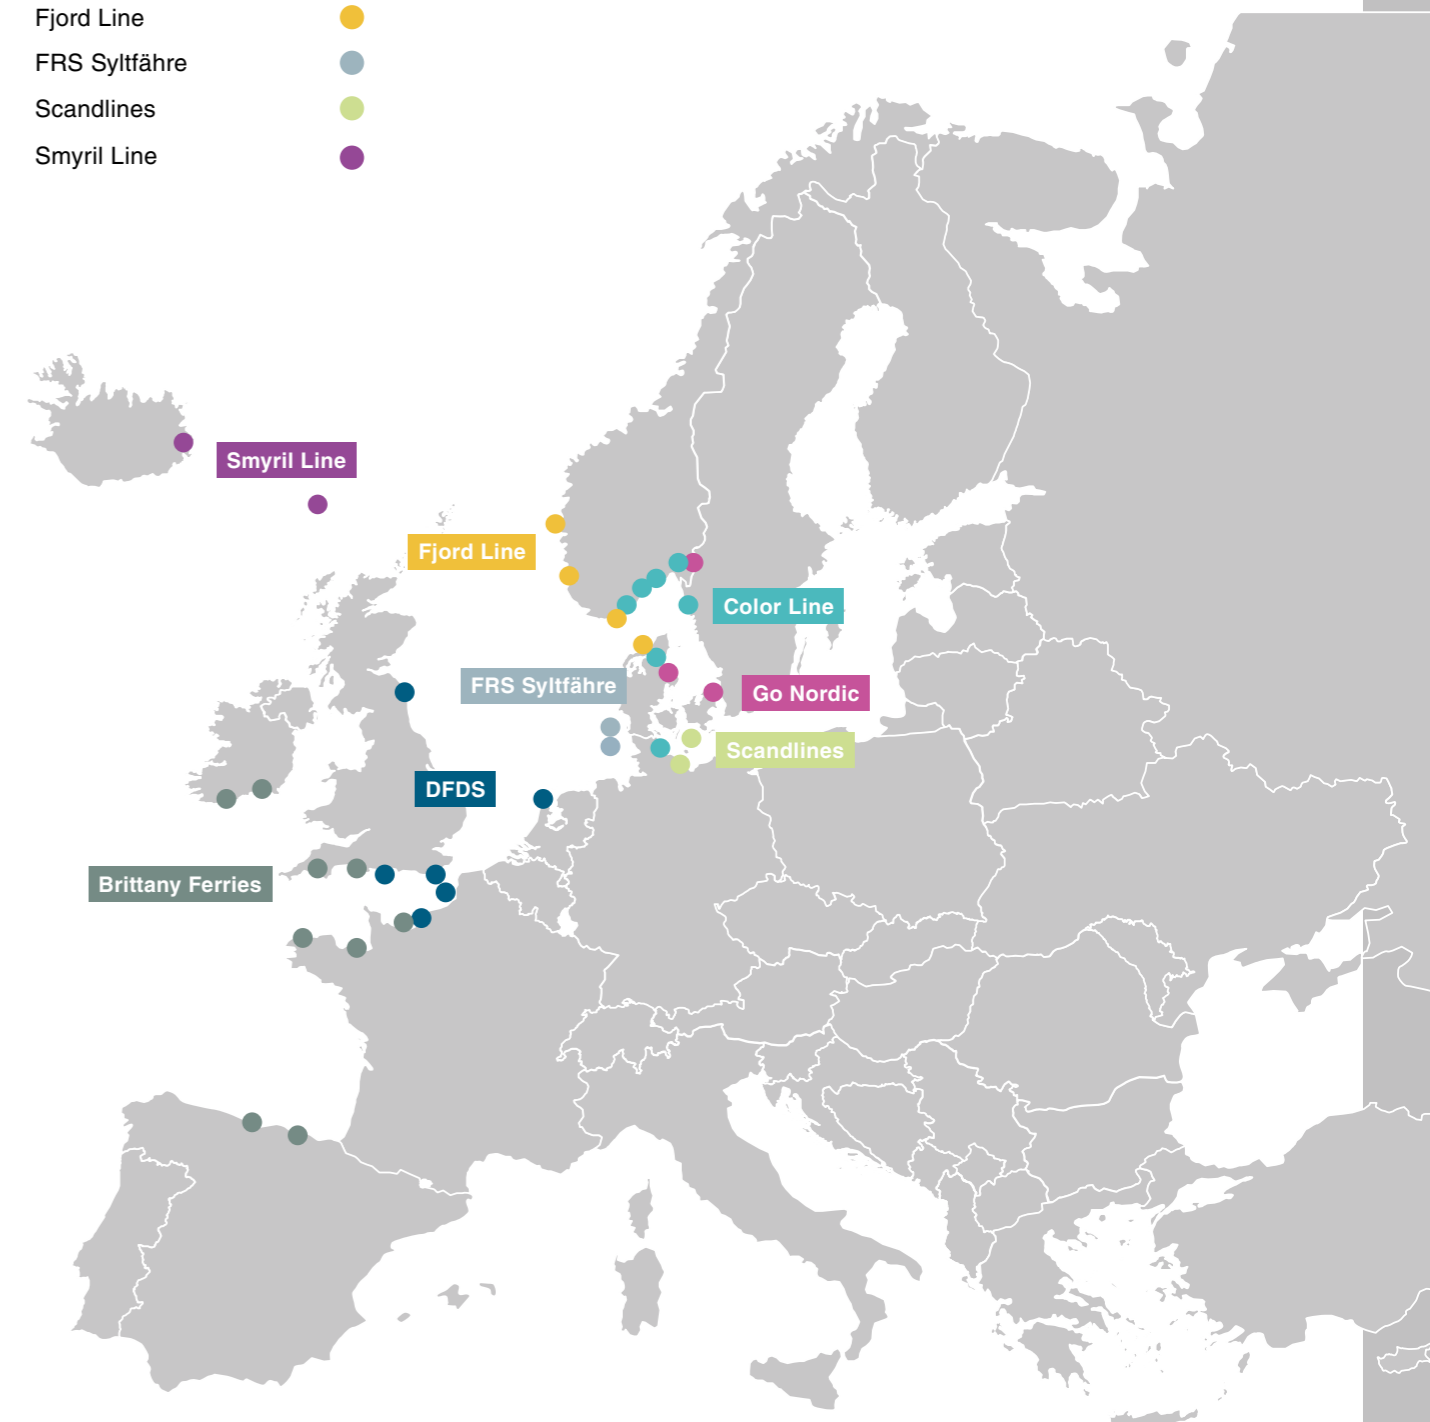 Fjord Line
FRS Syltfähre
Scandlines
Smyril Line
Smyril Line
Fjord Line
Color Line
FRS Syltfähre
Go Nordic
Scandlines
DFDS
Brittany Ferries